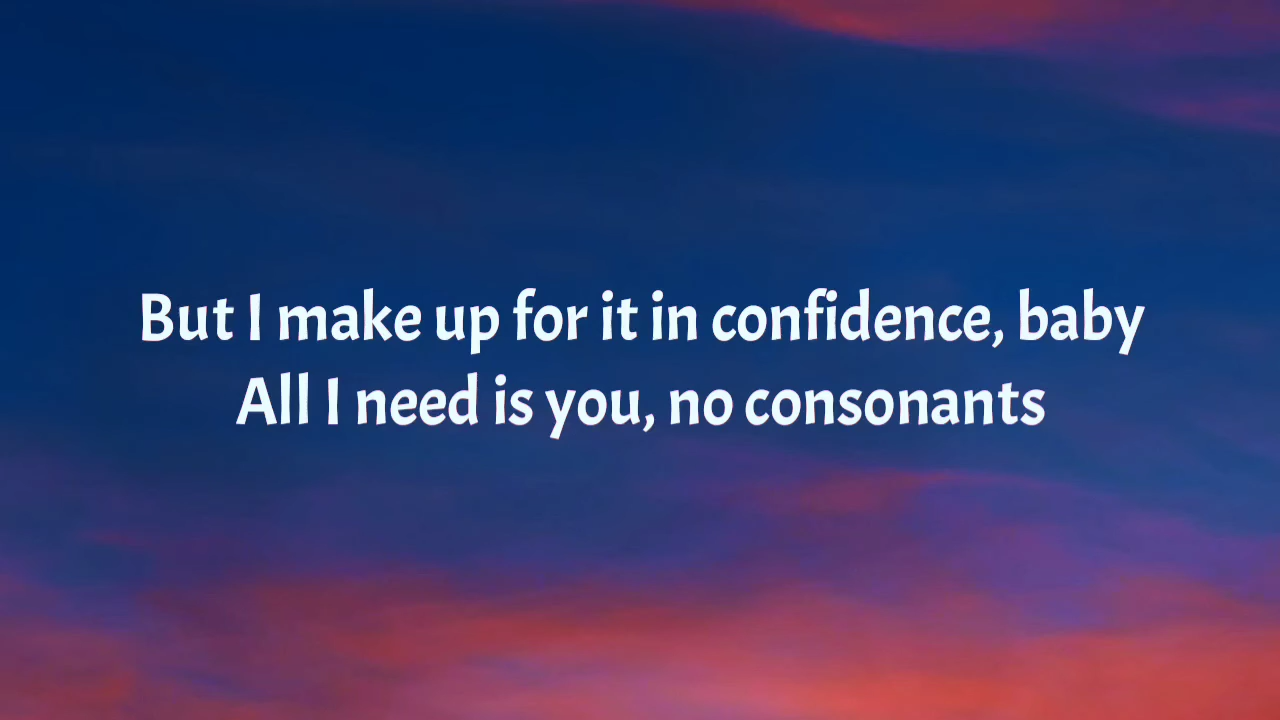 But I make up for it in confidence, baby
All I need is you, no consonants